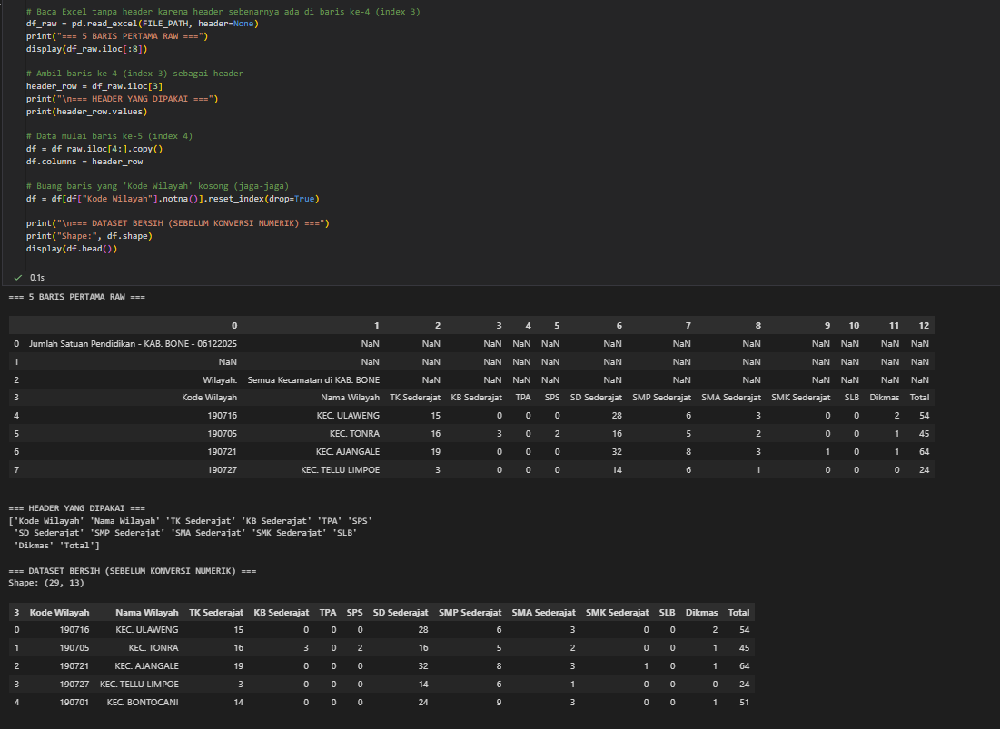 # Baca Excel tanpa header karena header sebenarnya ada di baris ke-4 (index 3)
df_raw = pd.read_excel(FILE_PATH, header=None)
print("=== 5 BARIS PERTAMA RAW ===")
display(df_raw.iloc[:8])
# Ambil baris ke-4 (index 3) sebagai header
header_row = df_raw.iloc[3]
print("\n=== HEADER YANG DIPAKAI ===")
print(header_row.values)
# Data mulai baris ke-5 (index 4)
df = df_raw.iloc[4:].copy()
df.columns = header_row
# Buang baris yang 'Kode Wilayah' kosong (jaga-jaga)
df = df[df["Kode Wilayah"].notna()].reset_index(drop=True)
print("\n=== DATASET BERSIH (SEBELUM KONVERSI NUMERIK) ===")
print("Shape:", df.shape)
display(df.head())
0.1s
=== 5 BARIS PERTAMA RAW ===
0 1 2 3 4 5 6 7 8 9 10 11 12
0 Jumlah Satuan Pendidikan - KAB. BONE - 06122025 NaN NaN NaN NaN NaN NaN NaN NaN NaN NaN NaN NaN
1 NaN NaN NaN NaN NaN NaN NaN NaN NaN NaN NaN NaN NaN
2 Wilayah: Semua Kecamatan di KAB. BONE NaN NaN NaN NaN NaN NaN NaN NaN NaN NaN NaN
3 Kode Wilayah Nama Wilayah TK Sederajat KB Sederajat TPA SPS SD Sederajat SMP Sederajat SMA Sederajat SMK Sederajat SLB Dikmas Total
4 190716 KEC. ULAWENG 15 0 0 0 28 6 3 0 0 2 54
5 190705 KEC. TONRA 16 3 0 2 16 5 2 0 0 1 45
6 190721 KEC. AJANGALE 19 0 0 0 32 8 3 1 0 1 64
7 190727 KEC. TELLU LIMPOE 3 0 0 0 14 6 1 0 0 0 24
=== HEADER YANG DIPAKAI ===
['Kode Wilayah' 'Nama Wilayah' 'TK Sederajat' 'KB Sederajat' 'TPA' 'SPS'
'SD Sederajat' 'SMP Sederajat' 'SMA Sederajat' 'SMK Sederajat' 'SLB'
'Dikmas' 'Total']
=== DATASET BERSIH (SEBELUM KONVERSI NUMERIK) ===
Shape: (29, 13)
3 Kode Wilayah Nama Wilayah TK Sederajat KB Sederajat TPA SPS SD Sederajat SMP Sederajat SMA Sederajat SMK Sederajat SLB Dikmas Total
0 190716 KEC. ULAWENG 15 0 0 0 28 6 3 0 0 2 54
1 190705 KEC. TONRA 16 3 0 2 16 5 2 0 0 1 45
2 190721 KEC. AJANGALE 19 0 0 0 32 8 3 1 0 1 64
3 190727 KEC. TELLU LIMPOE 3 0 0 0 14 6 1 0 0 0 24
4 190701 KEC. BONTOCANI 14 0 0 0 24 9 3 0 0 1 51